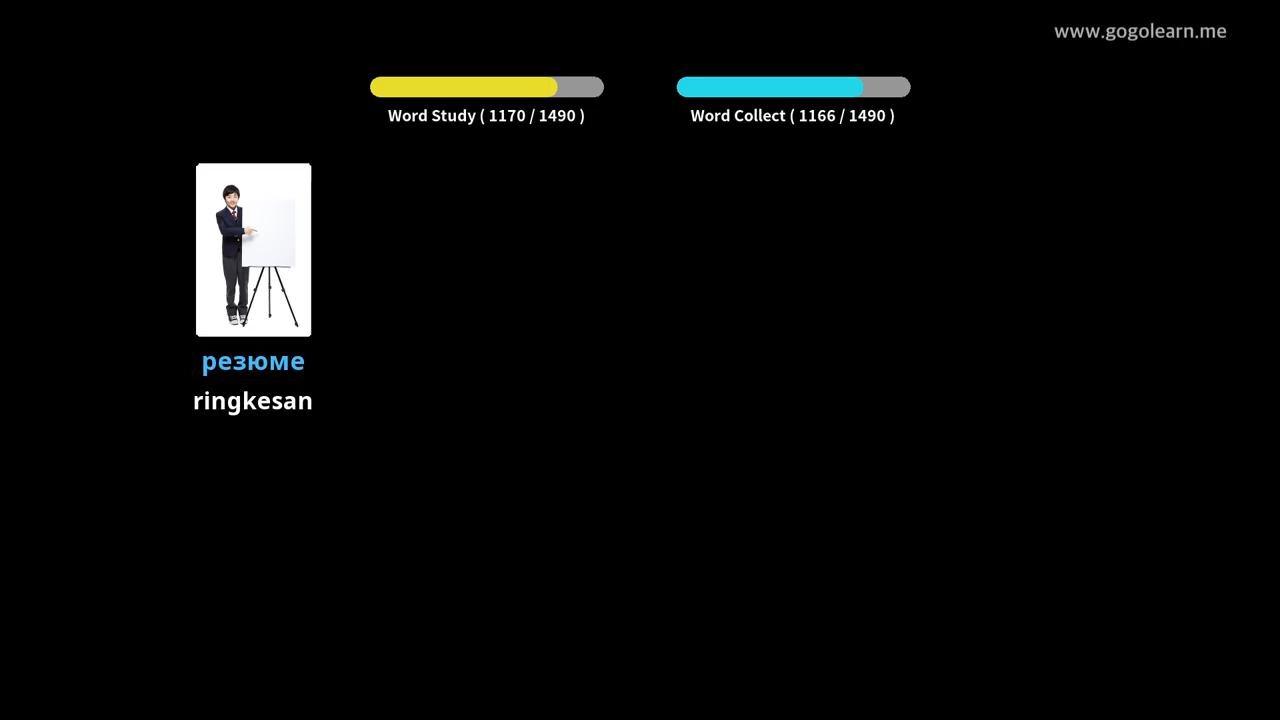 www.gogolearn.me
Word Study ( 1170 / 1490 )
Word Collect ( 1166 / 1490 )
резюме
ringkesan